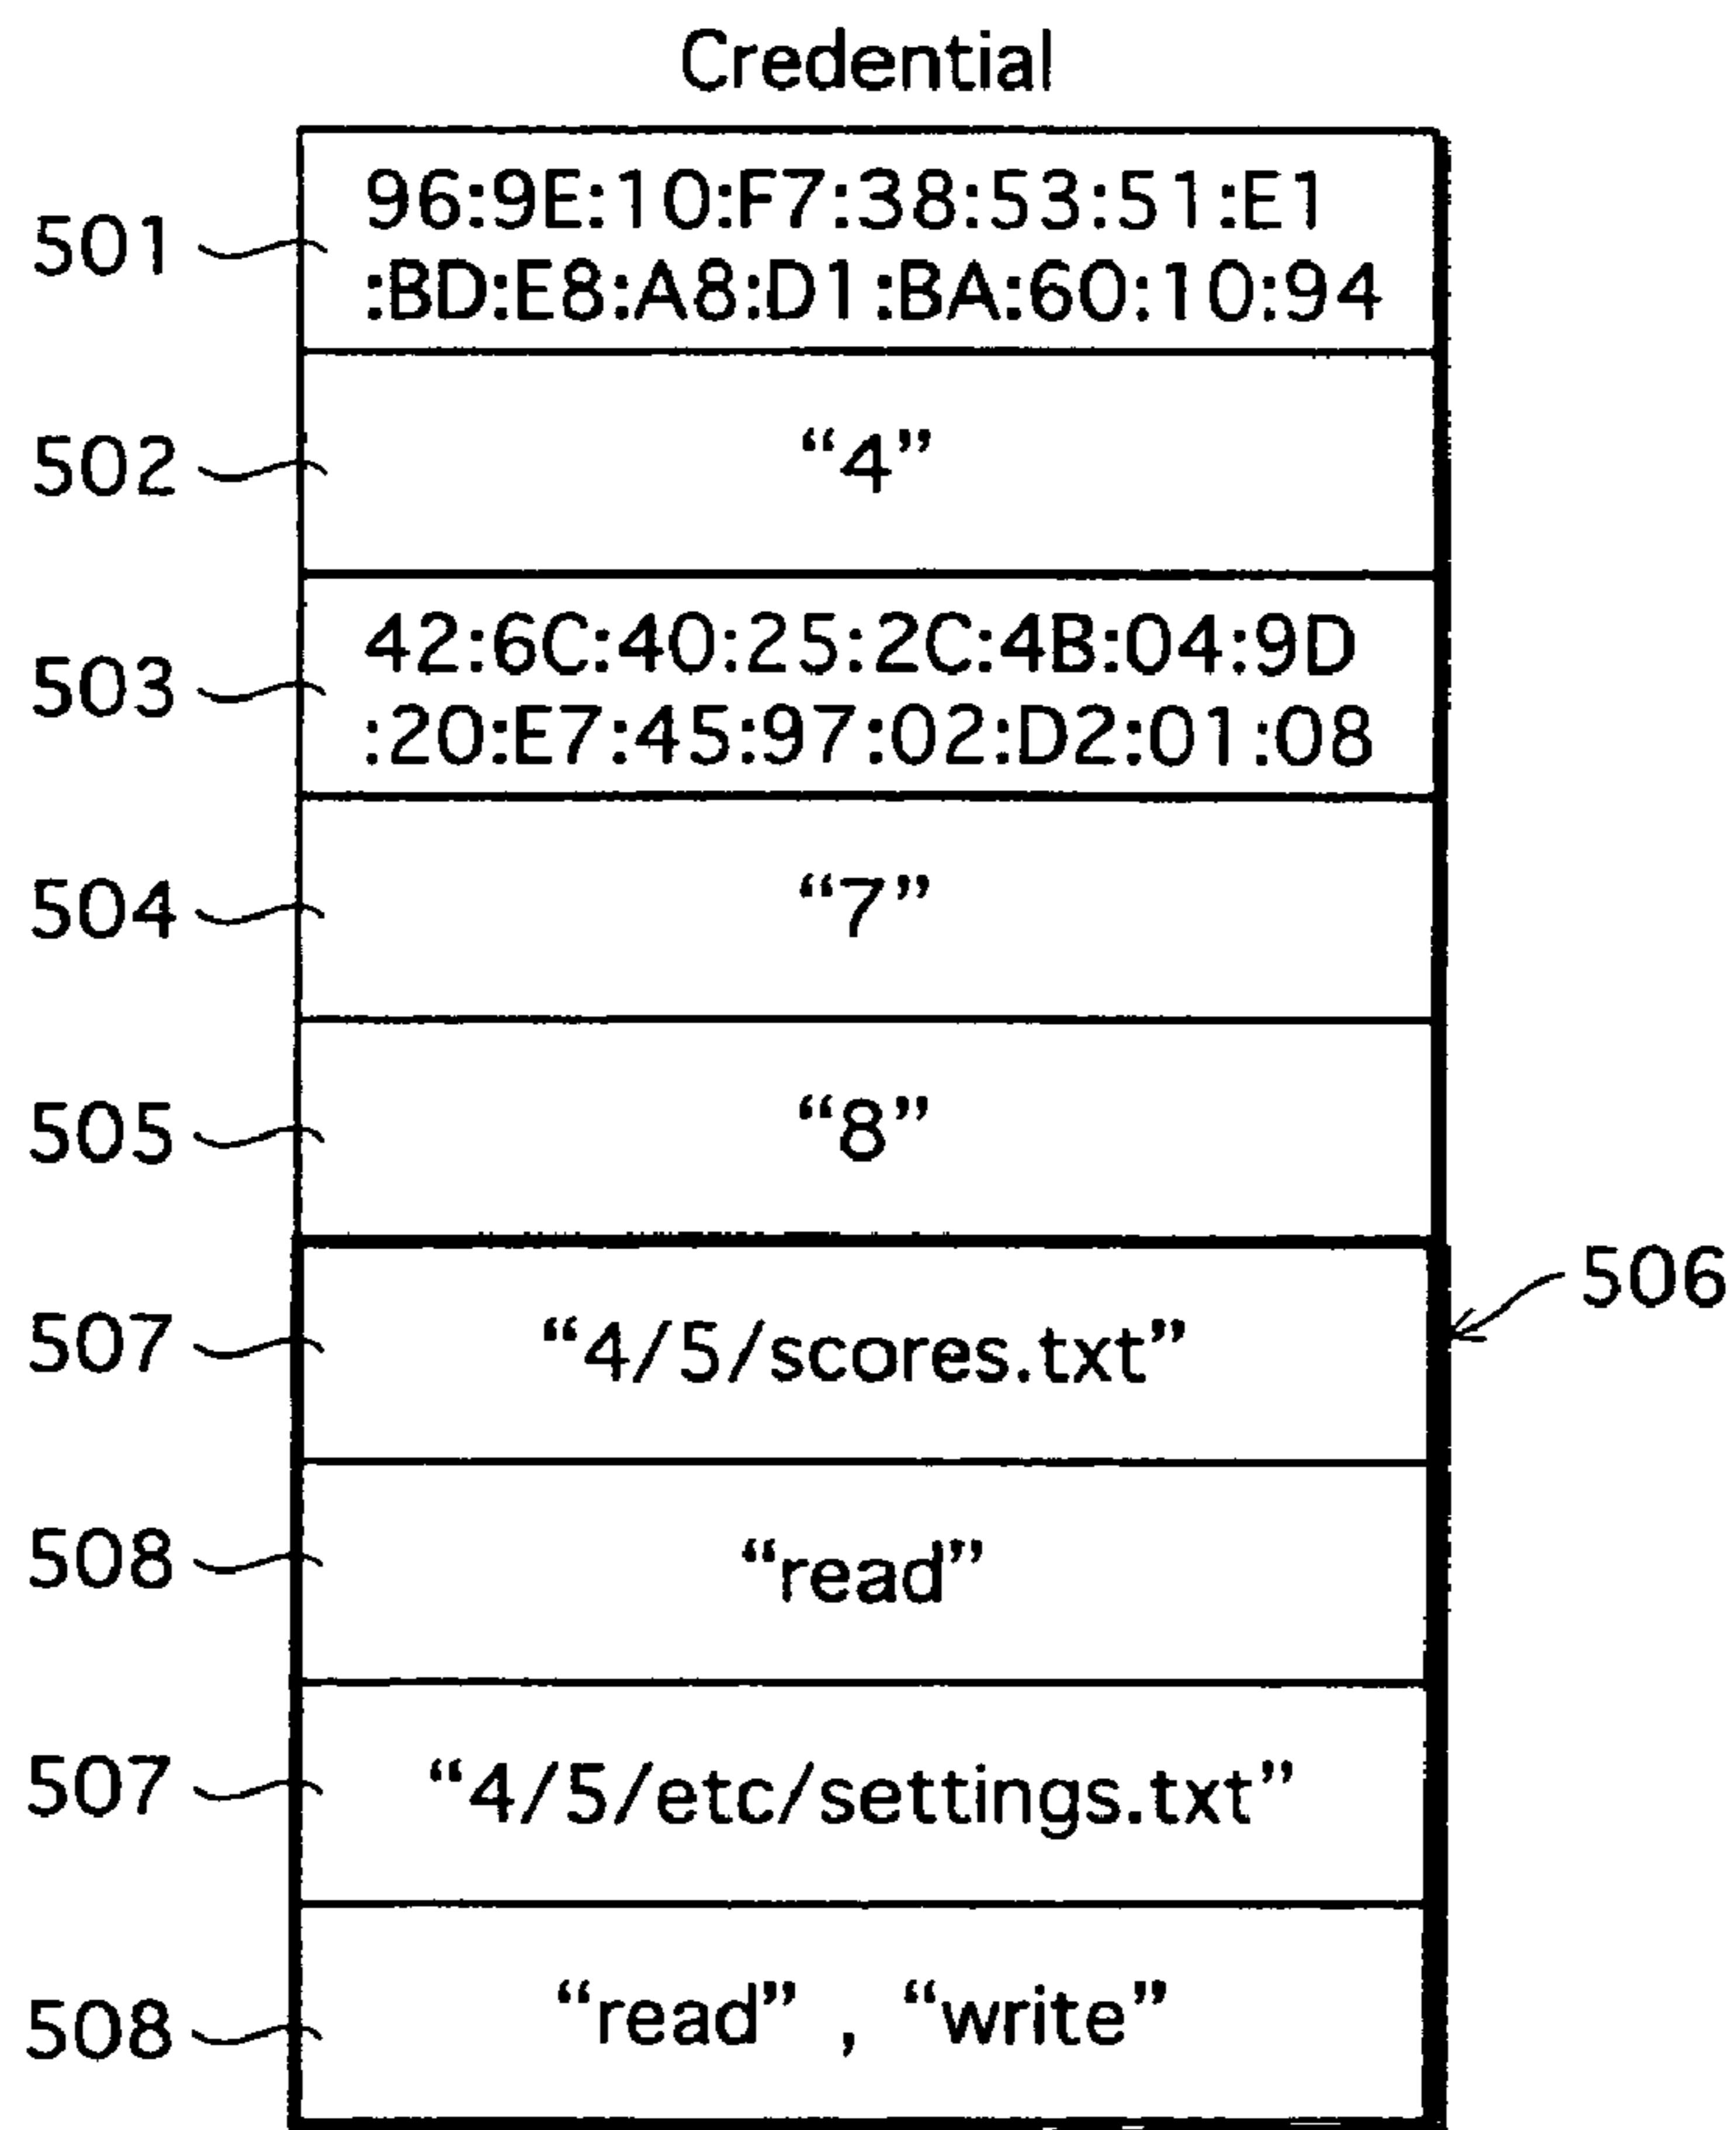 Credential
501
96:9E:10:F7:38:53:51:E1
:BD:E8:A8:D1:BA:60:10:94
502
“4”
503
42:6C:40:25:2C:4B:04:9D
:20:E7:45:97:02:D2:01:08
504
“7”
505
“8”
506
507
“4/5/scores.txt”
508
“read”
507
“4/5/etc/settings.txt”
508
“read” , “write”